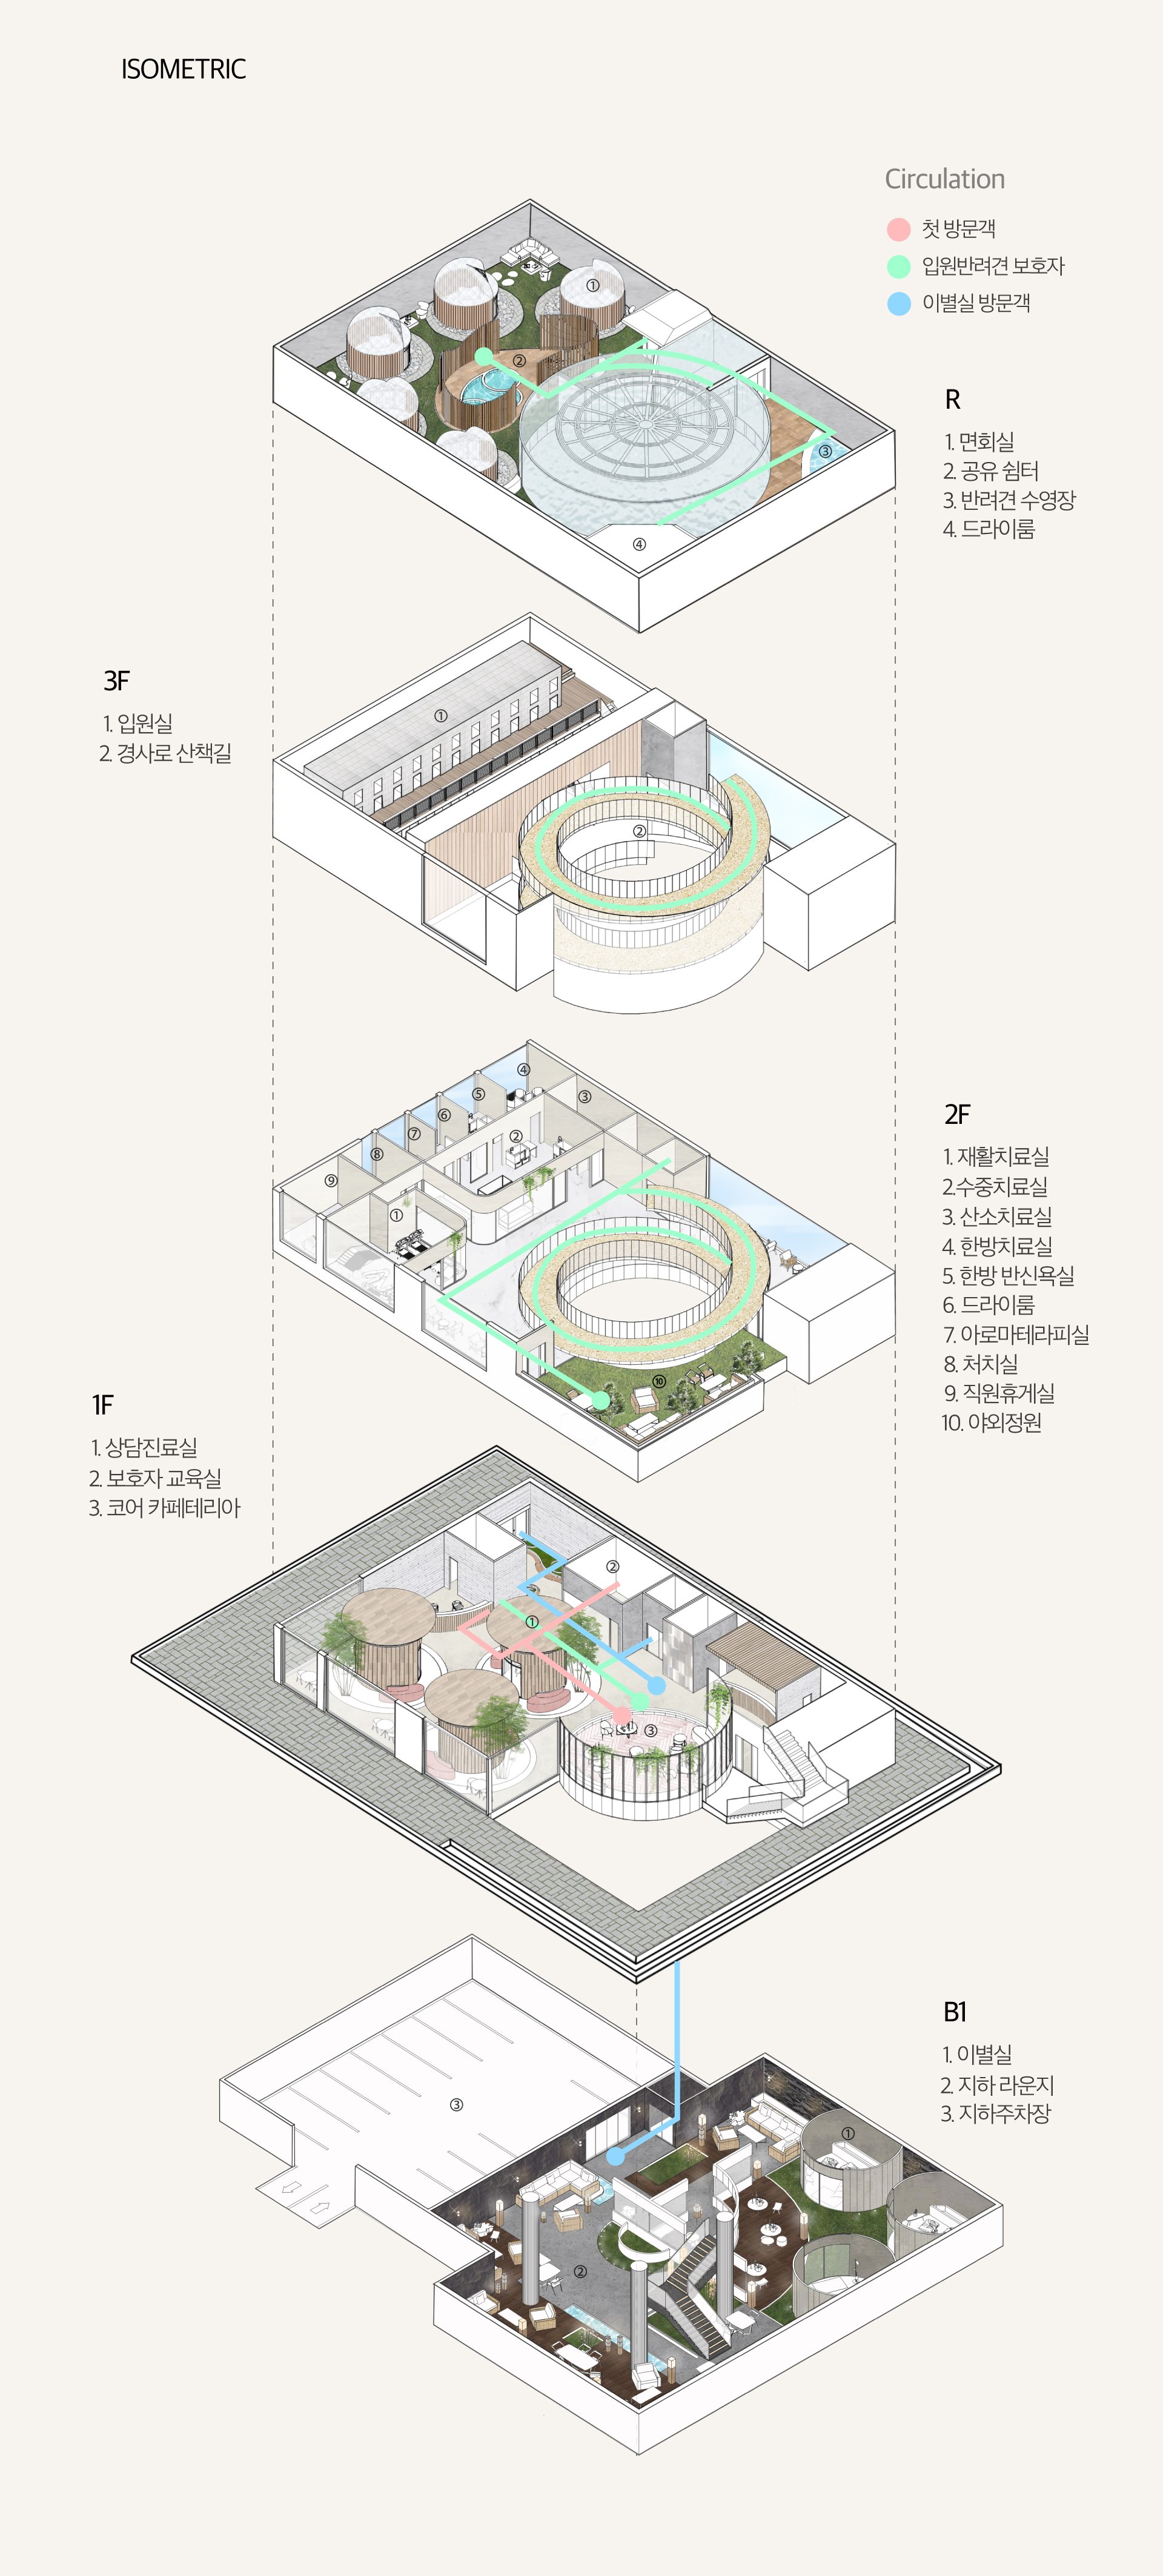 ISOMETRIC
Circulation
첫 방문객
입원반려견 보호자
이별실 방문객
①
②
③
④
R
1. 면회실
2. 공유 쉼터
3. 반려견 수영장
4. 드라이룸
3F
1. 입원실
2. 경사로 산책길
①
②
④
⑤
③
⑥
⑦
②
⑧
⑨
①
⑩
2F
1. 재활치료실
2.수중치료실
3. 산소치료실
4. 한방치료실
5. 한방 반신욕실
6. 드라이룸
7. 아로마테라피실
8. 처치실
9. 직원휴게실
10. 야외정원
1F
1. 상담진료실
2. 보호자 교육실
3. 코어 카페테리아
②
①
③
B1
1. 이별실
2. 지하 라운지
3. 지하주차장
③
①
②